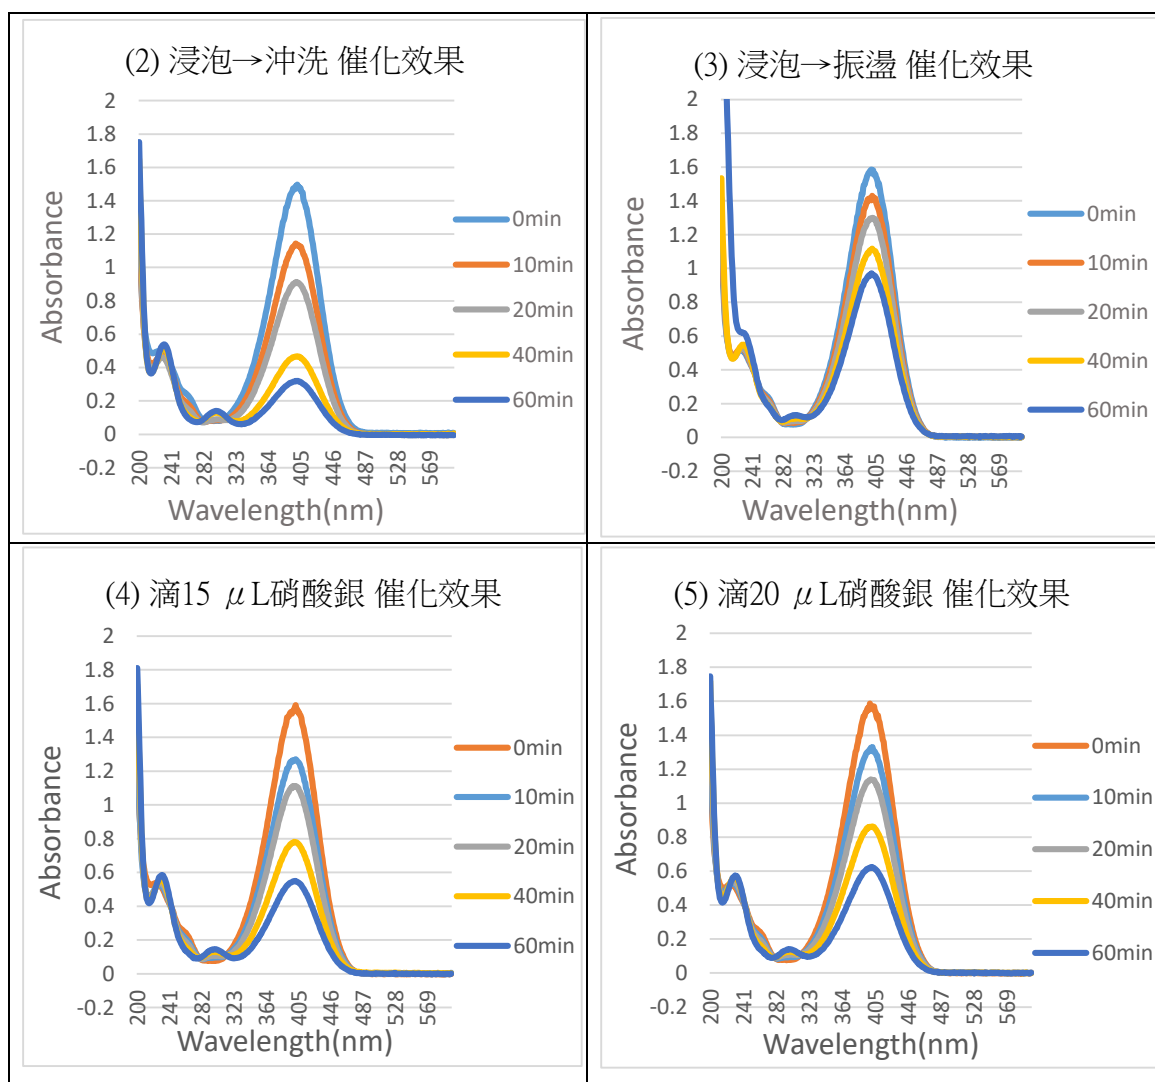 (2) 浸泡→沖洗 催化效果
2
1.8
1.6
1.4
1.2
1
0.8
0.6
0.4
0.2
0
-0.2
Absorbance
200
241
282
323
364
405
446
487
528
569
Wavelength(nm)
0min
10min
20min
40min
60min
(3) 浸泡→振盪 催化效果
2
1.8
1.6
1.4
1.2
1
0.8
0.6
0.4
0.2
0
-0.2
Absorbance
200
241
282
323
364
405
446
487
528
569
Wavelength(nm)
0min
10min
20min
40min
60min
(4) 滴15 μL硝酸銀 催化效果
2
1.8
1.6
1.4
1.2
1
0.8
0.6
0.4
0.2
0
-0.2
Absorbance
200
241
282
323
364
405
446
487
528
569
Wavelength(nm)
0min
10min
20min
40min
60min
(5) 滴20 μL硝酸銀 催化效果
2
1.8
1.6
1.4
1.2
1
0.8
0.6
0.4
0.2
0
-0.2
Absorbance
200
241
282
323
364
405
446
487
528
569
Wavelength(nm)
0min
10min
20min
40min
60min